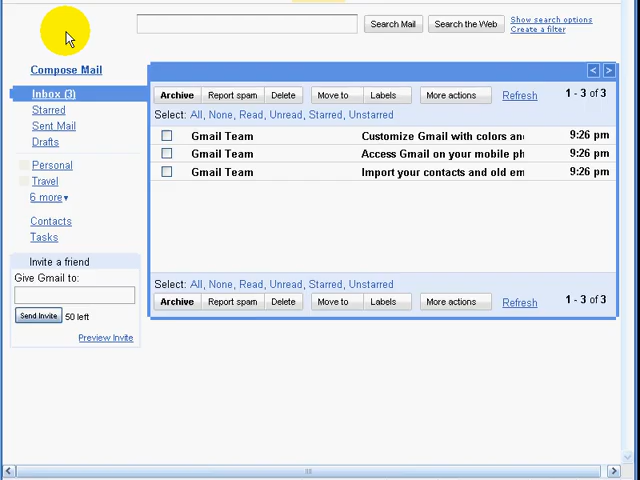 Search Mail Search the Web Show search options
Create a filter
Compose Mail
Inbox (3)
Starred
Sent Mail
Drafts
Personal
Travel
6 more▾
Contacts
Tasks
Invite a friend
Give Gmail to:
Send Invite 50 left
Preview Invite
< >
Archive Report spam Delete Move to Labels More actions Refresh 1 - 3 of 3
Select: All, None, Read, Unread, Starred, Unstarred
Gmail Team Customize Gmail with colors an 9:26 pm
Gmail Team Access Gmail on your mobile ph 9:26 pm
Gmail Team Import your contacts and old em 9:26 pm
Select: All, None, Read, Unread, Starred, Unstarred
Archive Report spam Delete Move to Labels More actions Refresh 1 - 3 of 3